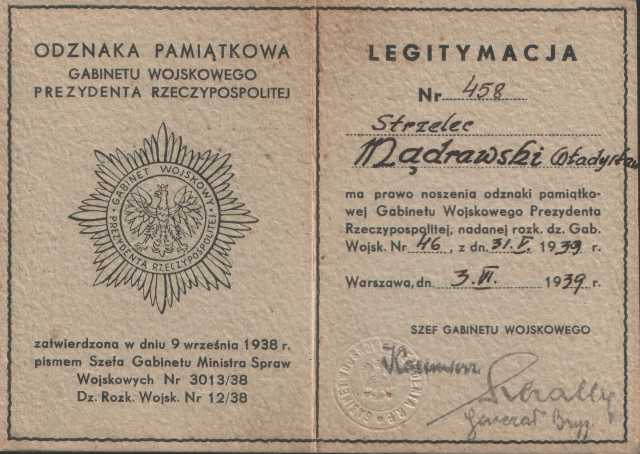 ODZNAKA PAMIĄTKOWA
GABINETU WOJSKOWEGO
PREZYDENTA RZECZYPOSPOLITEJ
GABINET WOJSKOWY
PREZYDENTA RZECZYPOSPOLITEJ
zatwierdzona w dniu 9 września 1938 r.
pismem Szefa Gabinetu Ministra Spraw
Wojskowych Nr 3013/38
Dz. Rozk. Wojsk. Nr 12/38
LEGITYMACJA
Nr 458
Strzelec
Mądrawski Władysław
ma prawo noszenia odznaki pamiątko-
wej Gabinetu Wojskowego Prezydenta
Rzeczypospolitej, nadanej rozk. dz. Gab.
Wojsk. Nr 46, z dn. 31.V. 1939 r.
Warszawa, dn 3.VI. 1939 r.
SZEF GABINETU WOJSKOWEGO
Kazimierz
Generał Bryg.